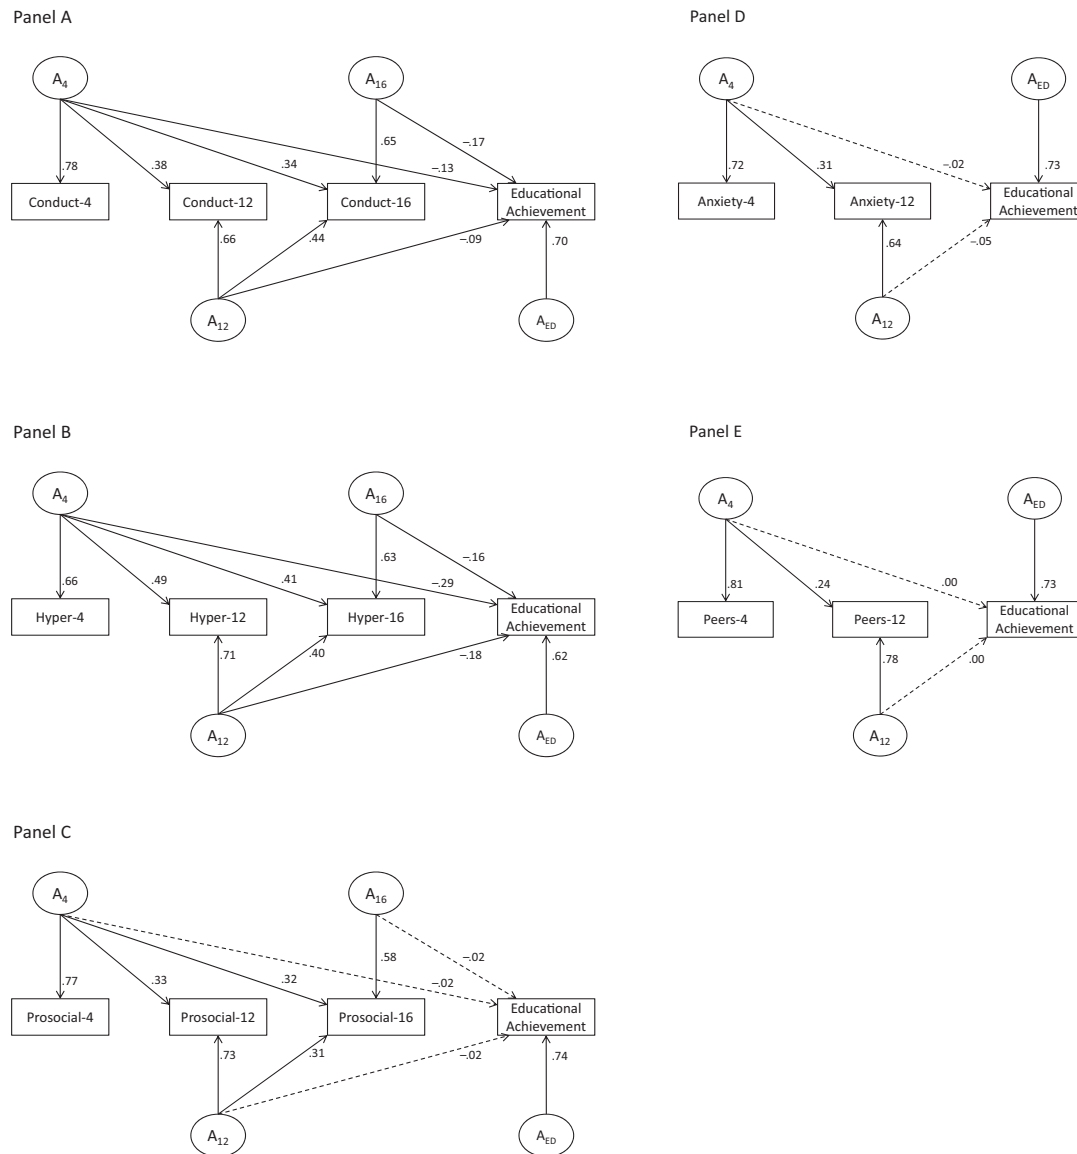 Panel A
A4
A16
.78
.38
.34
.65
–.17
–.13
Conduct-4
Conduct-12
Conduct-16
Educational
Achievement
.66
.44
–.09
.70
A12
AED
Panel B
A4
A16
.66
.49
.41
.63
–.16
–.29
Hyper-4
Hyper-12
Hyper-16
Educational
Achievement
.71
.40
–.18
.62
A12
AED
Panel C
A4
A16
.77
.33
.32
.58
–.02
–.02
Prosocial-4
Prosocial-12
Prosocial-16
Educational
Achievement
.73
.31
–.02
.74
A12
AED
Panel D
A4
AED
.72
.31
–.02
.73
Anxiety-4
Anxiety-12
Educational
Achievement
.64
–.05
A12
Panel E
A4
AED
.81
.24
.00
.73
Peers-4
Peers-12
Educational
Achievement
.78
.00
A12